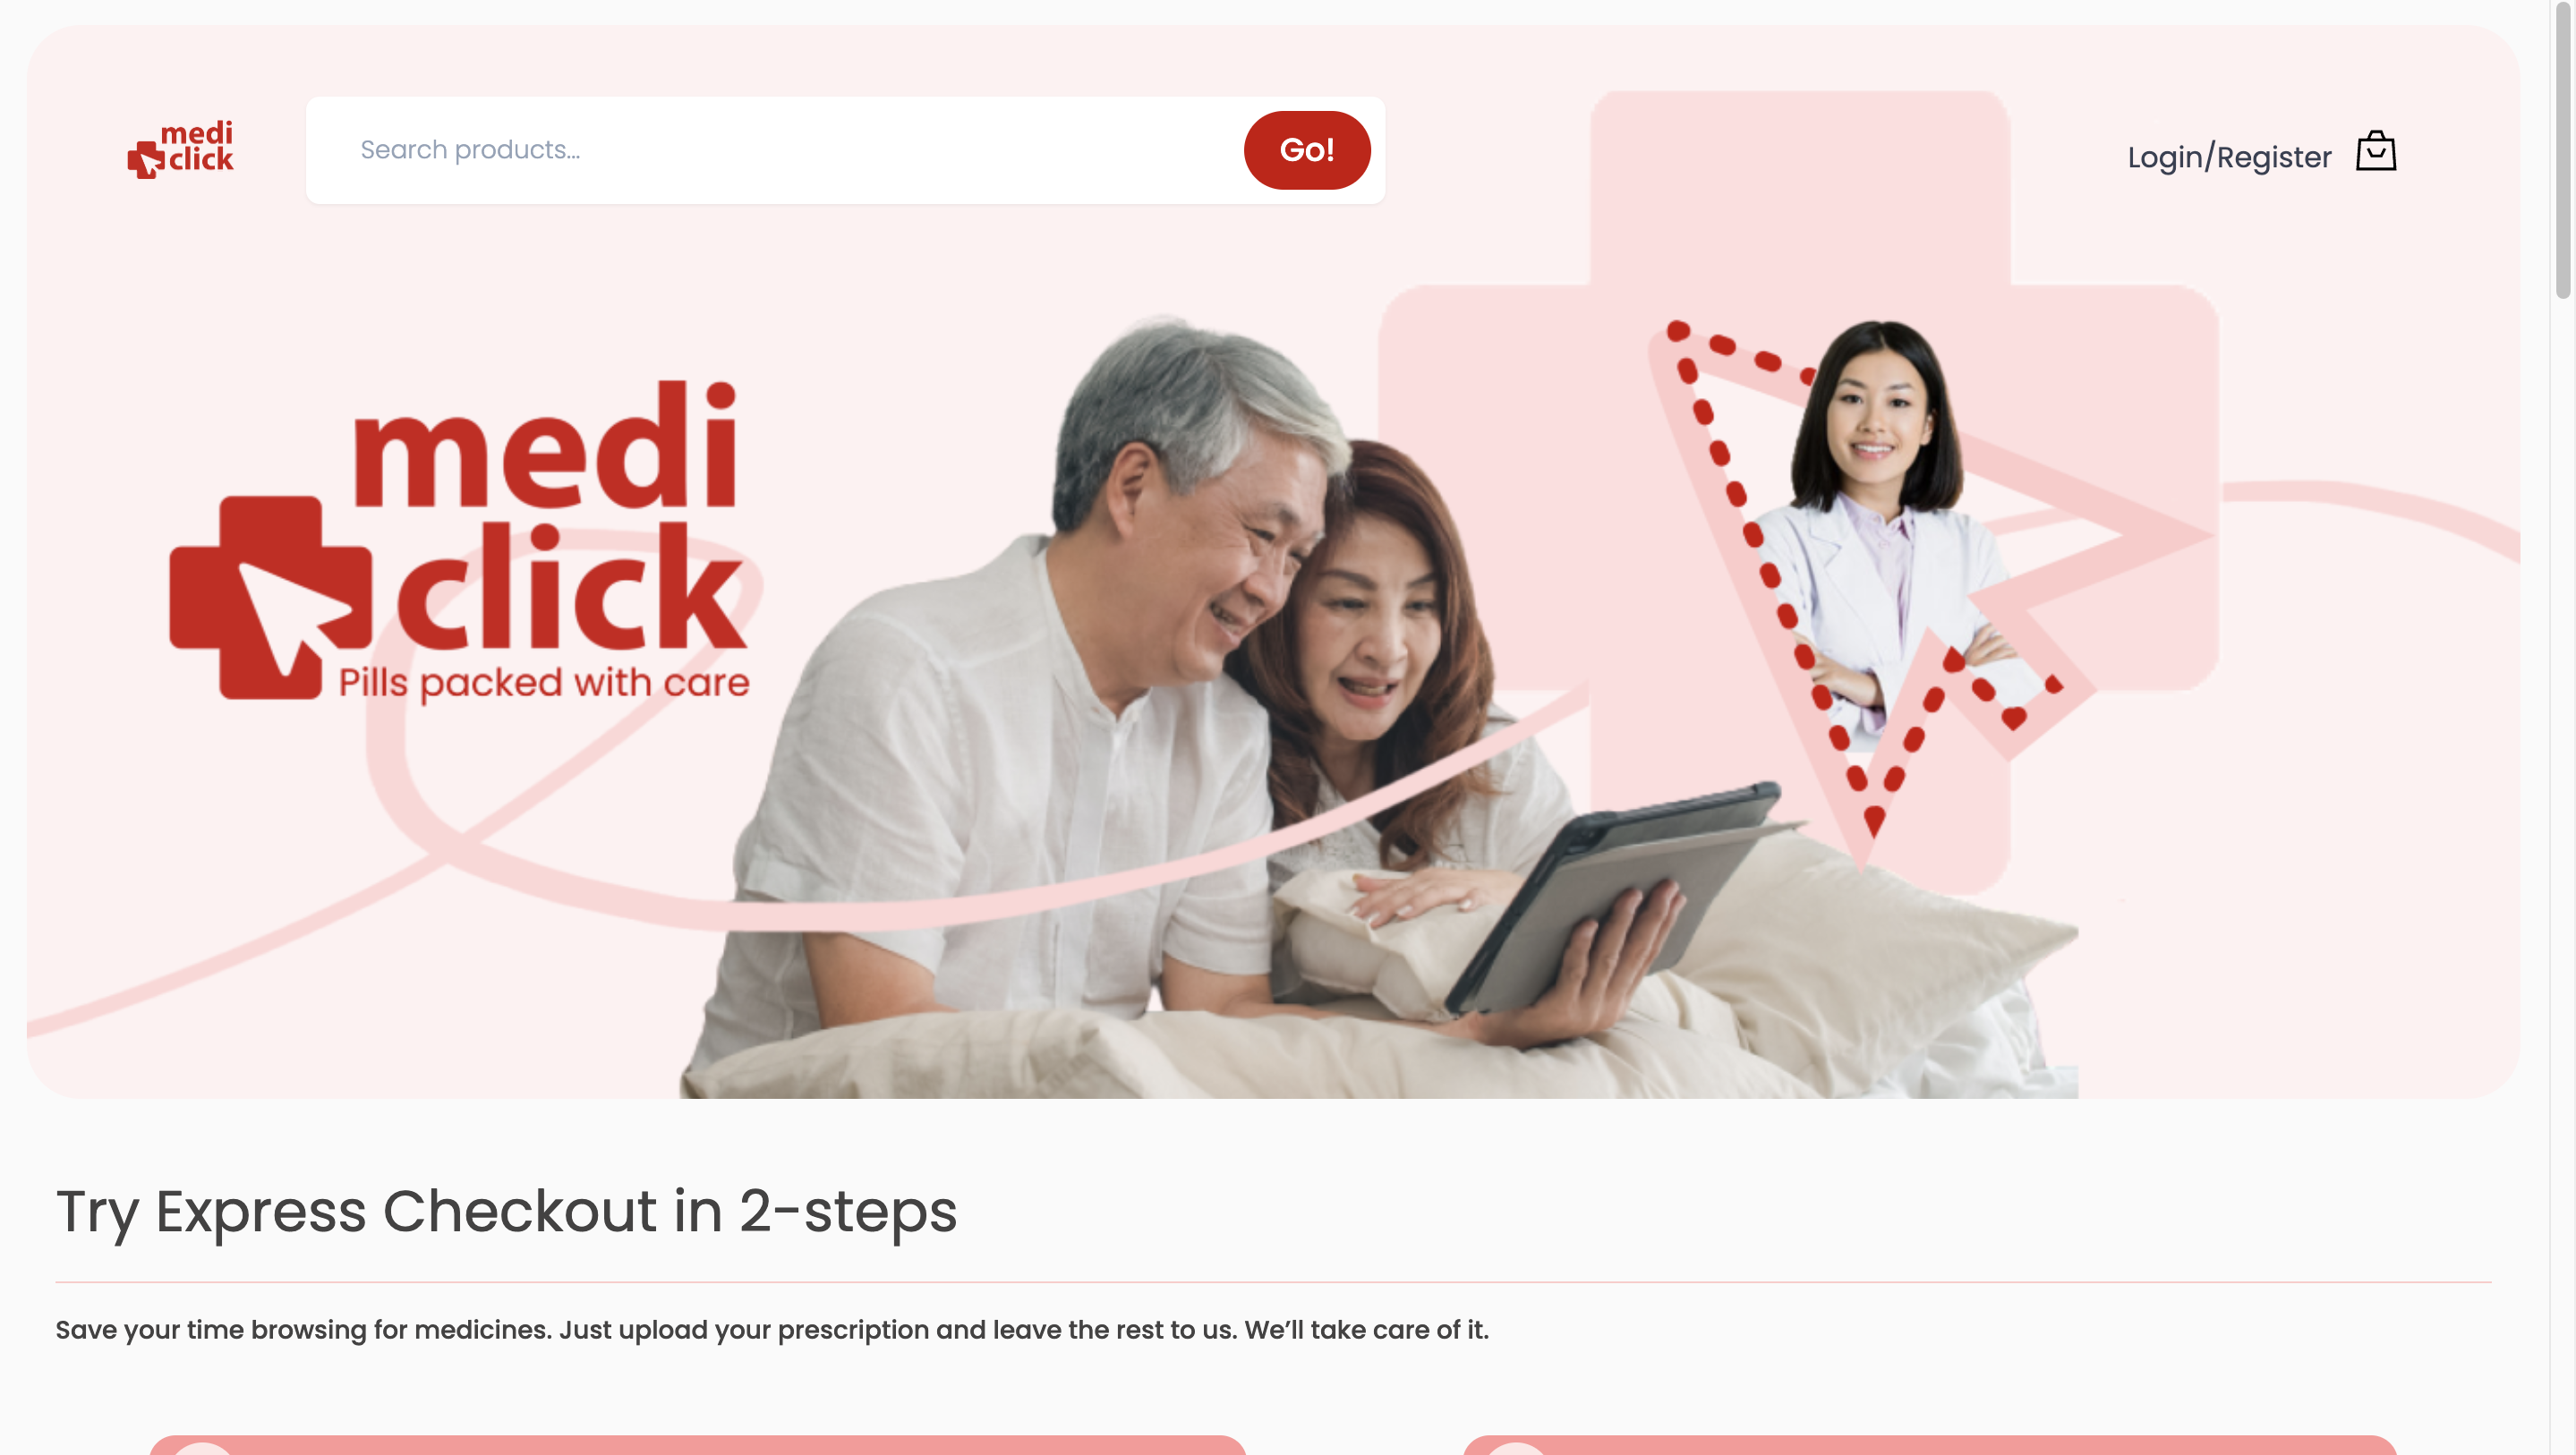 medi
click
Search products...
Go!
Login/Register
medi
click
Pills packed with care
Try Express Checkout in 2-steps
Save your time browsing for medicines. Just upload your prescription and leave the rest to us. We’ll take care of it.